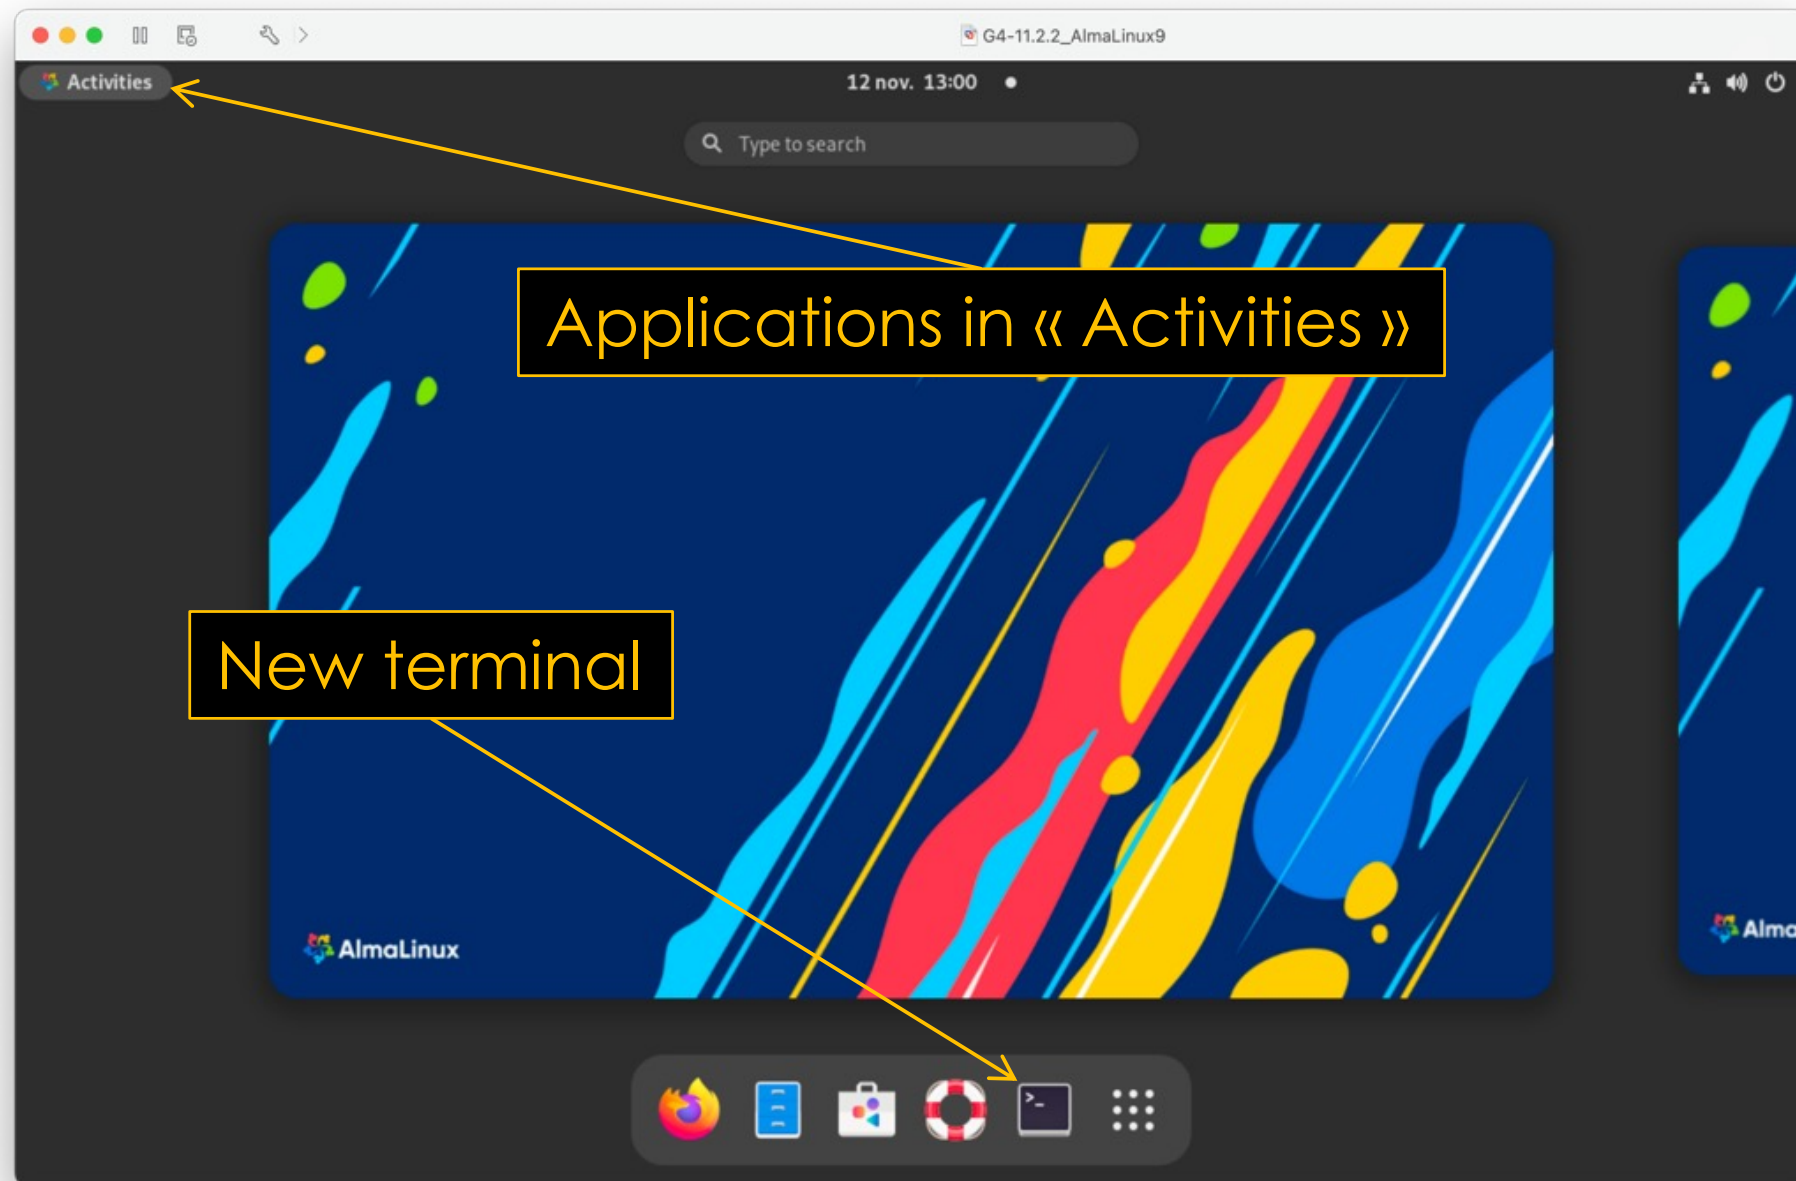 G4-11.2.2_AlmaLinux9
Activities
12 nov. 13:00
Type to search
Applications in « Activities »
New terminal
AlmaLinux
Alma
>_